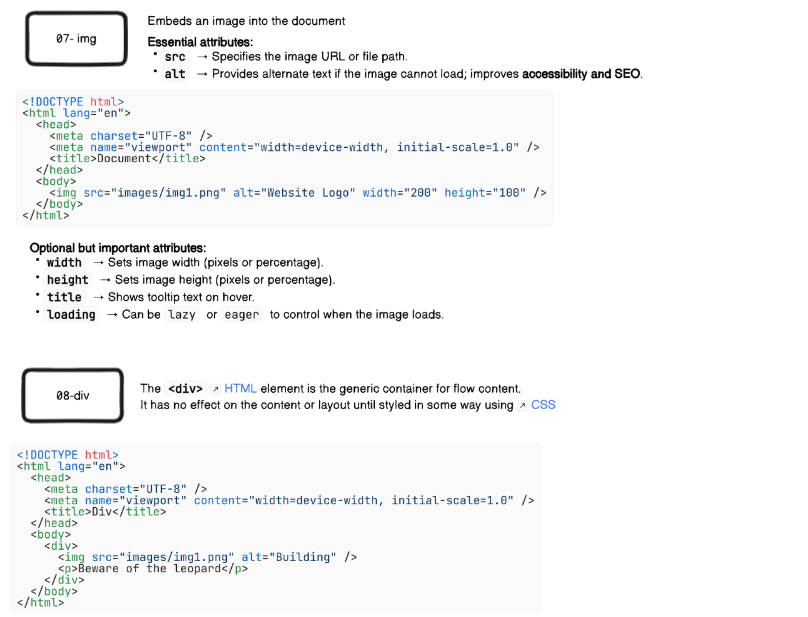 07- img
Embeds an image into the document
Essential attributes:
• src → Specifies the image URL or file path.
• alt → Provides alternate text if the image cannot load; improves accessibility and SEO.
<!DOCTYPE html>
<html lang="en">
  <head>
    <meta charset="UTF-8" />
    <meta name="viewport" content="width=device-width, initial-scale=1.0" />
    <title>Document</title>
  </head>
  <body>
    <img src="images/img1.png" alt="Website Logo" width="200" height="100" />
  </body>
</html>
Optional but important attributes:
• width → Sets image width (pixels or percentage).
• height → Sets image height (pixels or percentage).
• title → Shows tooltip text on hover.
• loading → Can be lazy or eager to control when the image loads.
08-div
The <div> ↗ HTML element is the generic container for flow content.
It has no effect on the content or layout until styled in some way using ↗ CSS
<!DOCTYPE html>
<html lang="en">
  <head>
    <meta charset="UTF-8" />
    <meta name="viewport" content="width=device-width, initial-scale=1.0" />
    <title>Div</title>
  </head>
  <body>
    <div>
      <img src="images/img1.png" alt="Building" />
      <p>Beware of the leopard</p>
    </div>
  </body>
</html>